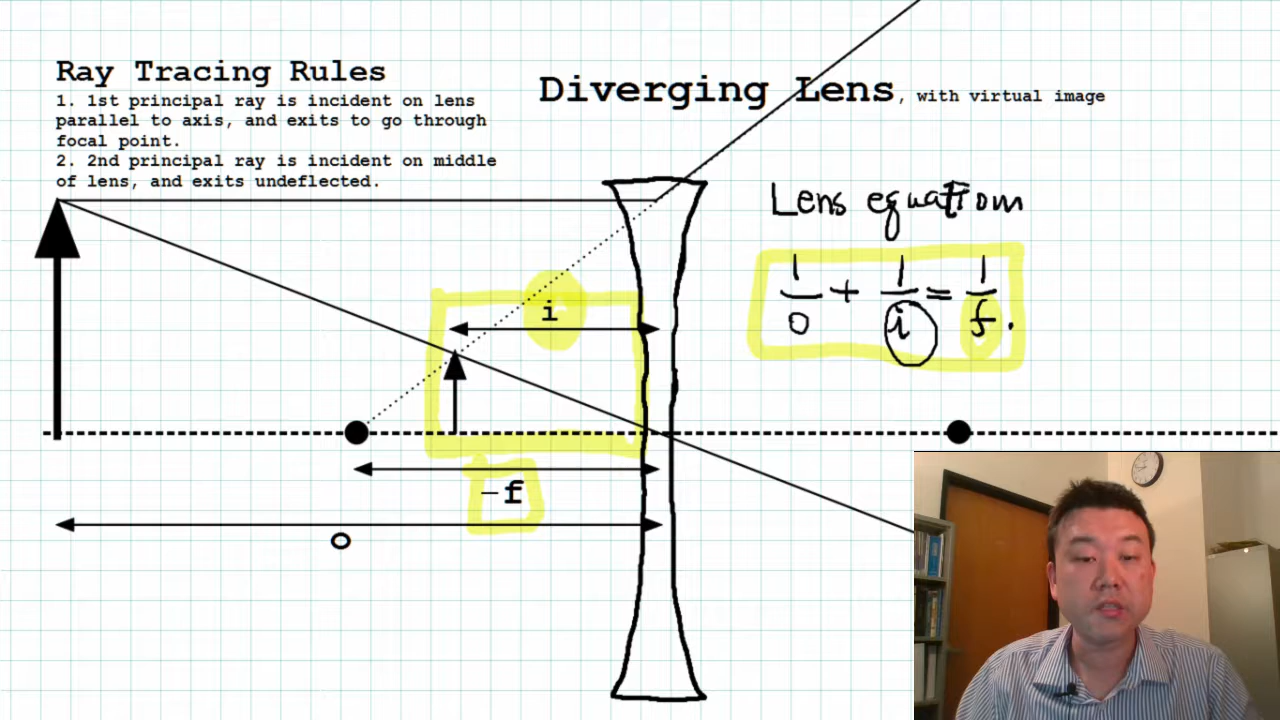 Ray Tracing Rules
1. 1st principal ray is incident on lens
parallel to axis, and exits to go through
focal point.
2. 2nd principal ray is incident on middle
of lens, and exits undeflected.
Diverging Lens, with virtual image
Lens equation
1/o + 1/i = 1/f.
i
-f
o